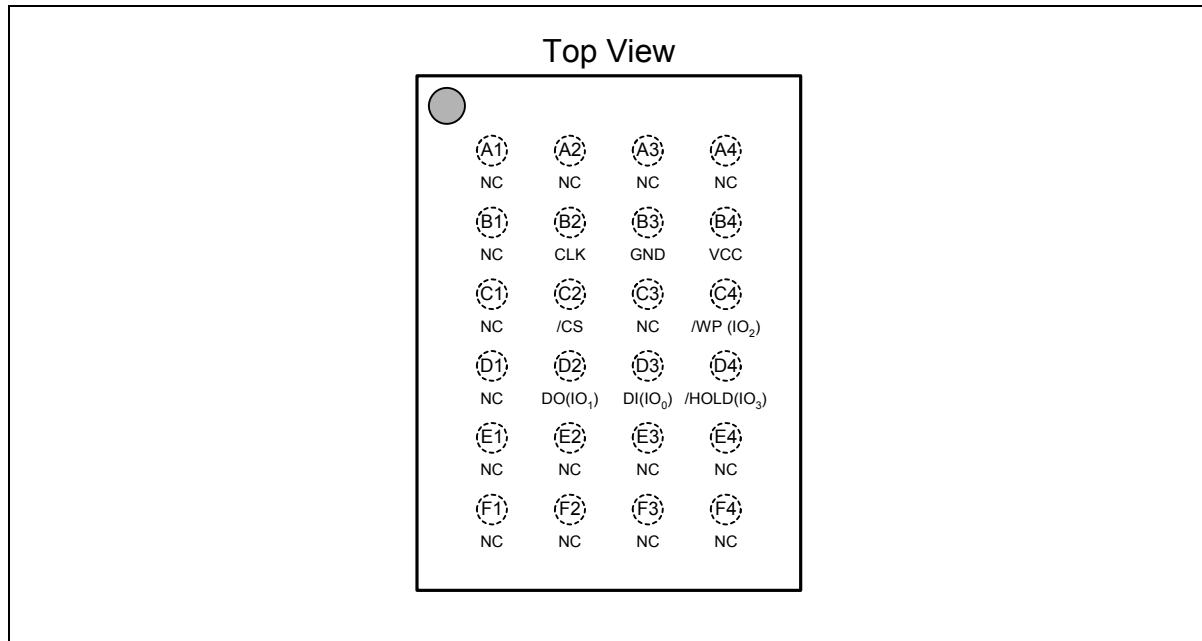 Top View
A1 A2 A3 A4
NC NC NC NC
B1 B2 B3 B4
NC CLK GND VCC
C1 C2 C3 C4
NC /CS NC /WP (IO₂)
D1 D2 D3 D4
NC DO(IO₁) DI(IO₀) /HOLD(IO₃)
E1 E2 E3 E4
NC NC NC NC
F1 F2 F3 F4
NC NC NC NC